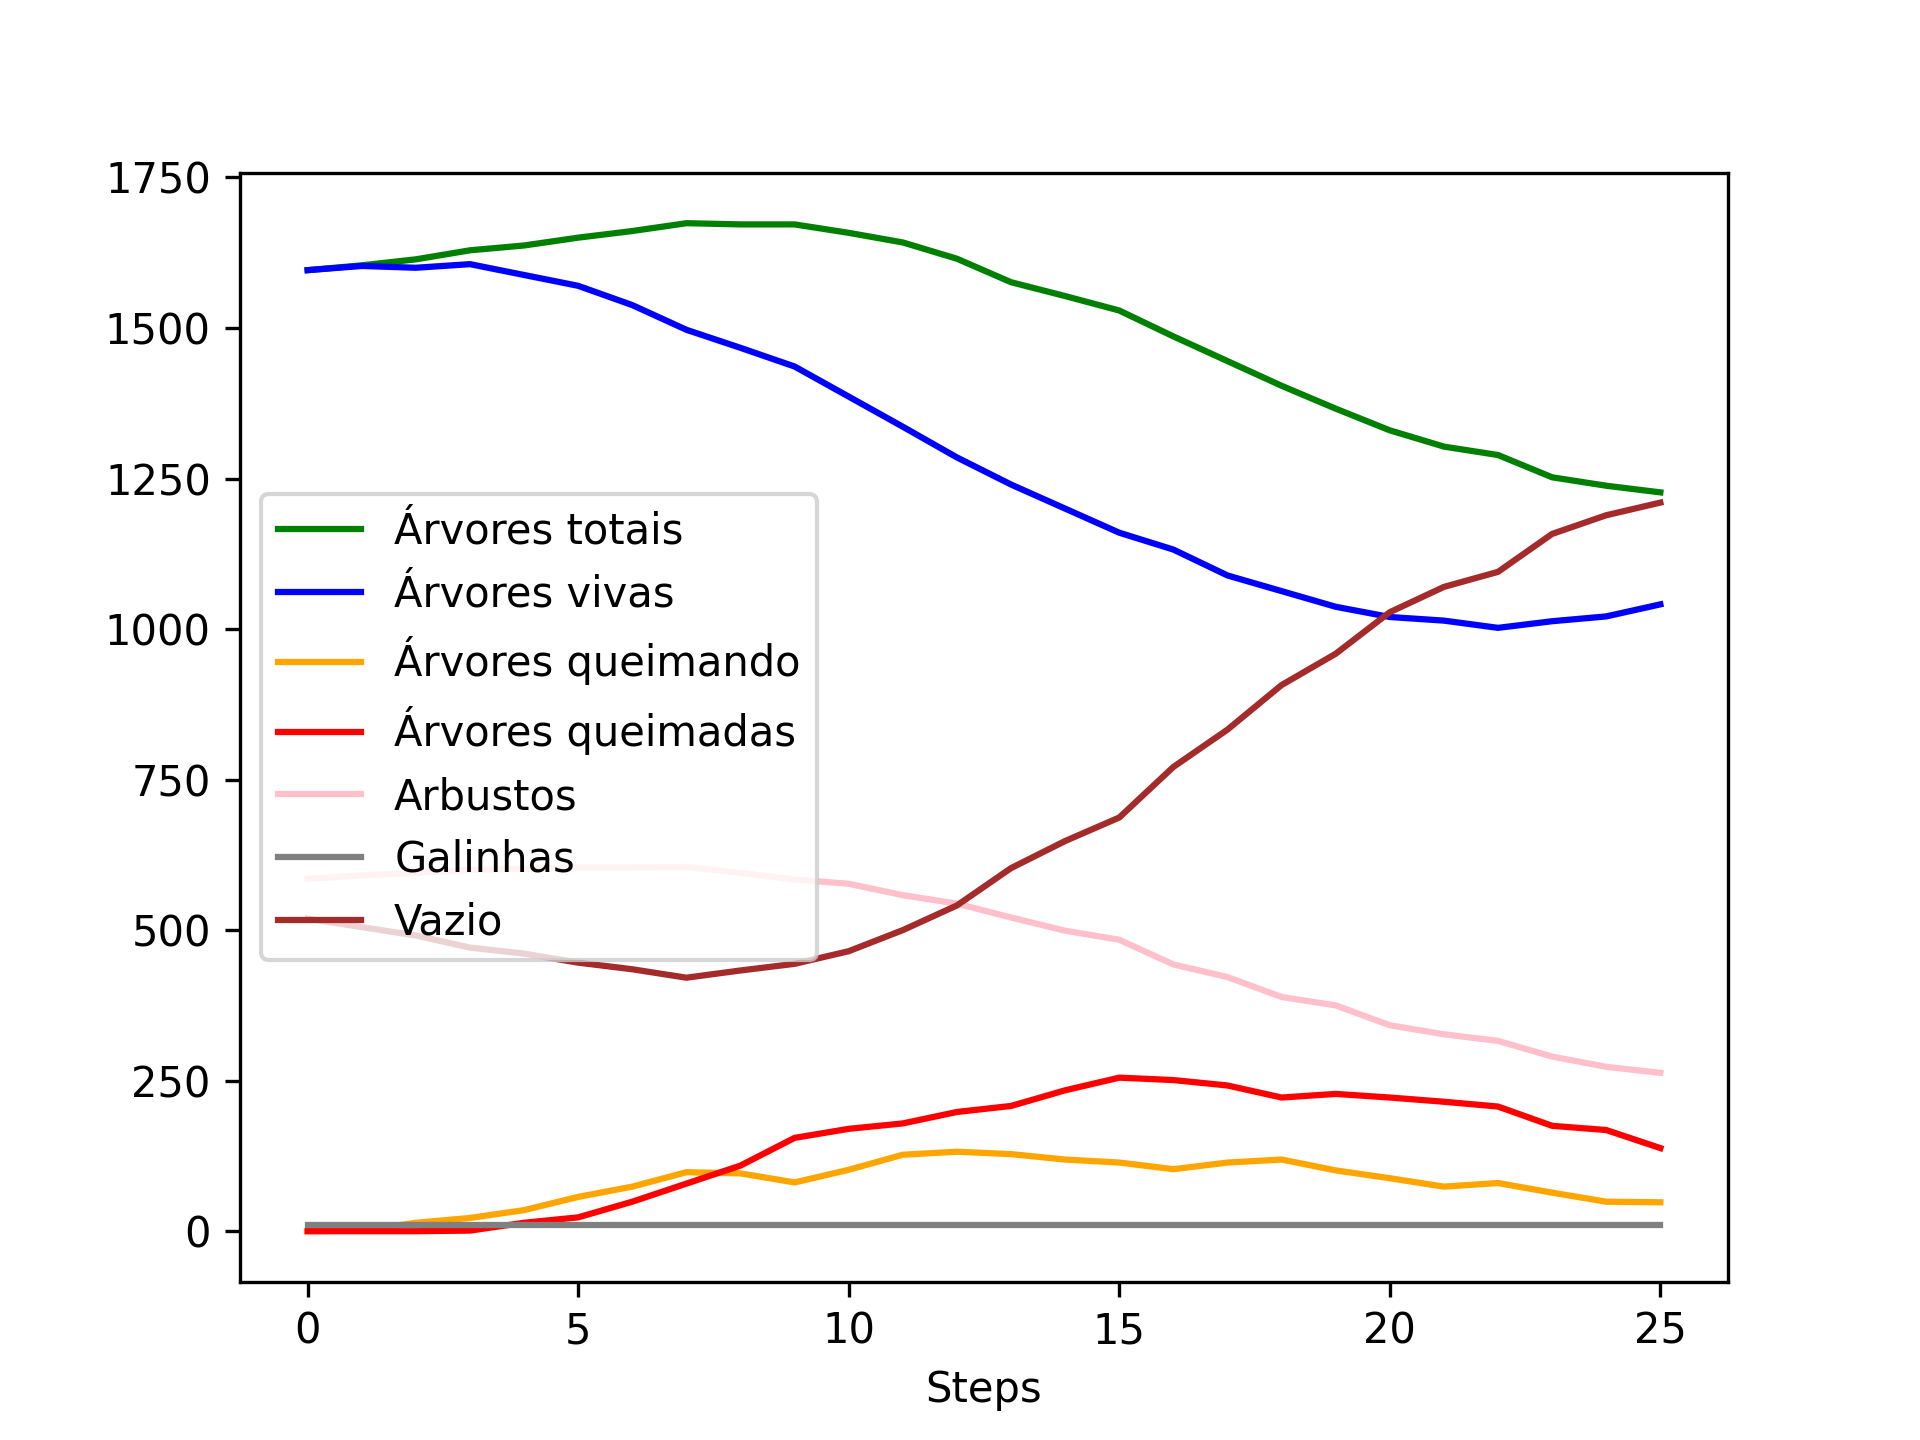 1750
1500
1250
1000
750
500
250
0
Árvores totais
Árvores vivas
Árvores queimando
Árvores queimadas
Arbustos
Galinhas
Vazio
0 5 10 15 20 25
Steps